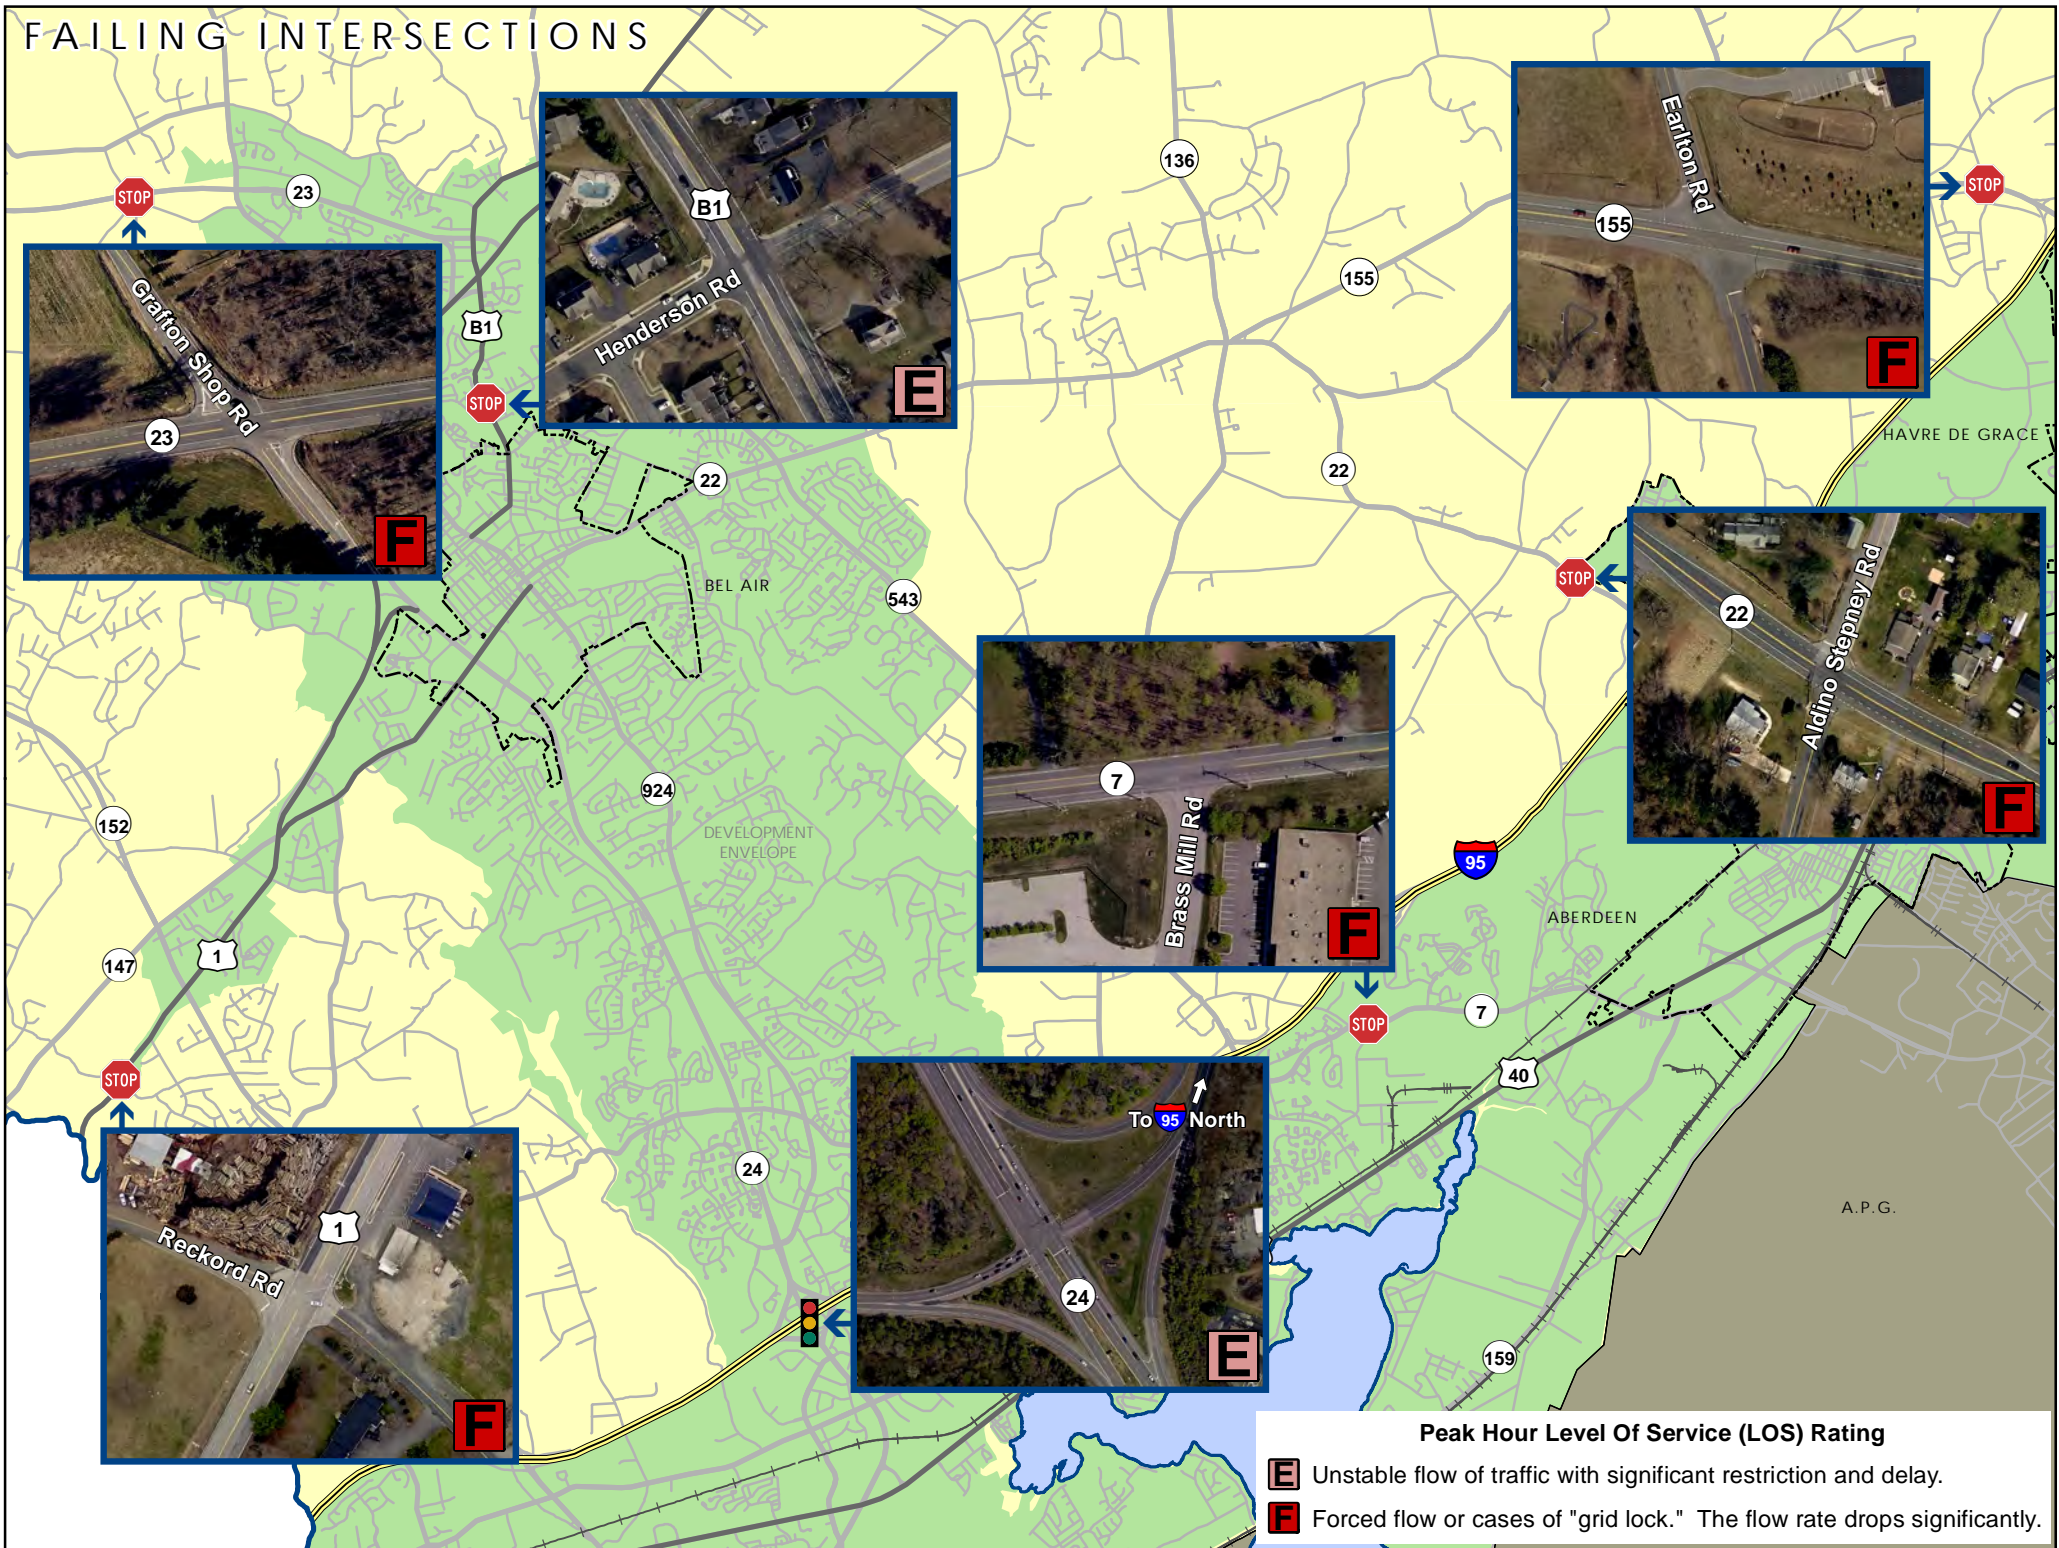 FAILING INTERSECTIONS
STOP
23
B1
Henderson Rd
E
136
155
Earlton Rd
155
F
STOP
Grafton Shop Rd
23
F
B1
STOP
22
BEL AIR
543
22
HAVRE DE GRACE
STOP
22
Aldino Stepney Rd
F
7
Brass Mill Rd
F
152
924
DEVELOPMENT
ENVELOPE
95
ABERDEEN
147
1
STOP
7
STOP
40
Reckord Rd
1
F
24
To 95 North
24
E
A.P.G.
159
Peak Hour Level Of Service (LOS) Rating
E Unstable flow of traffic with significant restriction and delay.
F Forced flow or cases of "grid lock." The flow rate drops significantly.